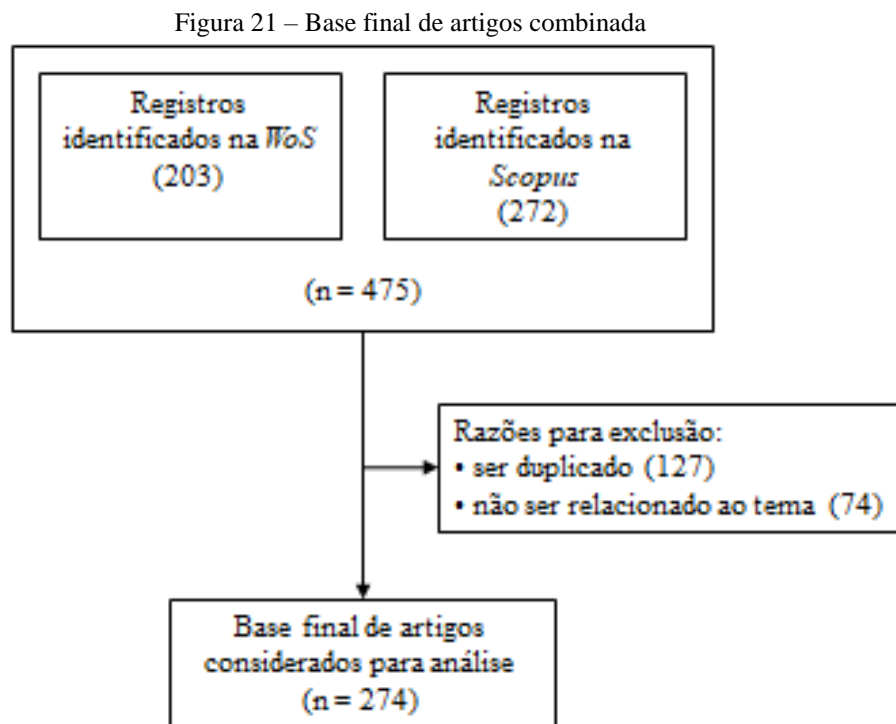 Figura 21 – Base final de artigos combinada
Registros
identificados na WoS
(203)
Registros
identificados na
Scopus
(272)
(n = 475)
Razões para exclusão:
• ser duplicado (127)
• não ser relacionado ao tema (74)
Base final de artigos
considerados para análise
(n = 274)